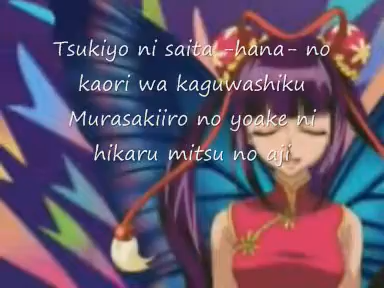 Tsukiyo ni saita -hana- no
kaori wa kaguwashiku
Murasakiiro no yoake ni
hikaru mitsu no aji